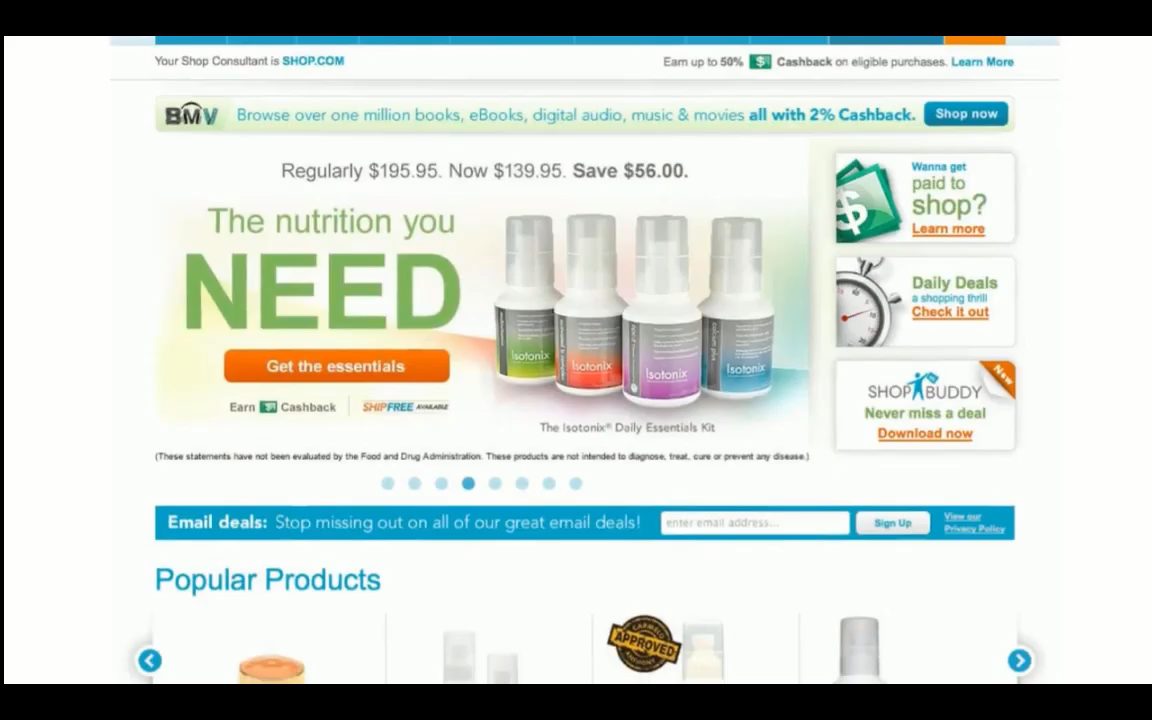 Your Shop Consultant is SHOP.COM
Earn up to 50% $ Cashback on eligible purchases. Learn More
BMV Browse over one million books, eBooks, digital audio, music & movies all with 2% Cashback. Shop now
Regularly $195.95. Now $139.95. Save $56.00.
The nutrition you
NEED
Get the essentials
Earn $ Cashback
SHIPFREE AVAILABLE
Isotonix
Isotonix
Isotonix
Isotonix
The Isotonix® Daily Essentials Kit
(These statements have not been evaluated by the Food and Drug Administration. These products are not intended to diagnose, treat, cure or prevent any disease.)
$
Wanna get
paid to
shop?
Learn more
Daily Deals
a shopping thrill
Check it out
New
SHOP BUDDY
Never miss a deal
Download now
Email deals: Stop missing out on all of our great email deals!
enter email address...
Sign Up
View our
Privacy Policy
Popular Products
CARMELO
APPROVED
ANTHONY